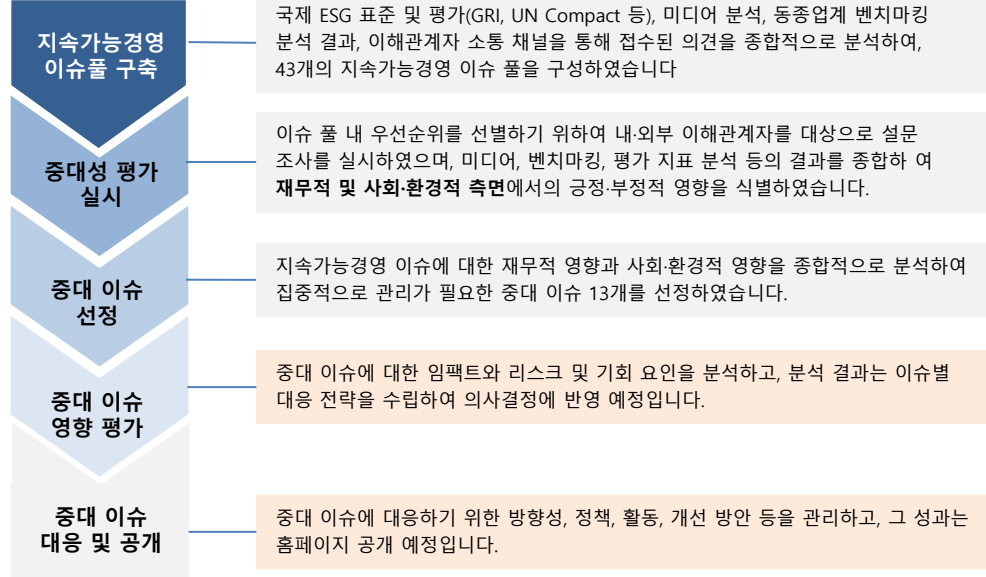 지속가능경영
이슈풀 구축
국제 ESG 표준 및 평가(GRI, UN Compact 등), 미디어 분석, 동종업계 벤치마킹
분석 결과, 이해관계자 소통 채널을 통해 접수된 의견을 종합적으로 분석하여,
43개의 지속가능경영 이슈 풀을 구성하였습니다
중대성 평가
실시
이슈 풀 내 우선순위를 선별하기 위하여 내·외부 이해관계자를 대상으로 설문
조사를 실시하였으며, 미디어, 벤치마킹, 평가 지표 분석 등의 결과를 종합하 여
재무적 및 사회·환경적 측면에서의 긍정·부정적 영향을 식별하였습니다.
중대 이슈
선정
지속가능경영 이슈에 대한 재무적 영향과 사회·환경적 영향을 종합적으로 분석하여
집중적으로 관리가 필요한 중대 이슈 13개를 선정하였습니다.
중대 이슈
영향 평가
중대 이슈에 대한 임팩트와 리스크 및 기회 요인을 분석하고, 분석 결과는 이슈별
대응 전략을 수립하여 의사결정에 반영 예정입니다.
중대 이슈
대응 및 공개
중대 이슈에 대응하기 위한 방향성, 정책, 활동, 개선 방안 등을 관리하고, 그 성과는
홈페이지 공개 예정입니다.